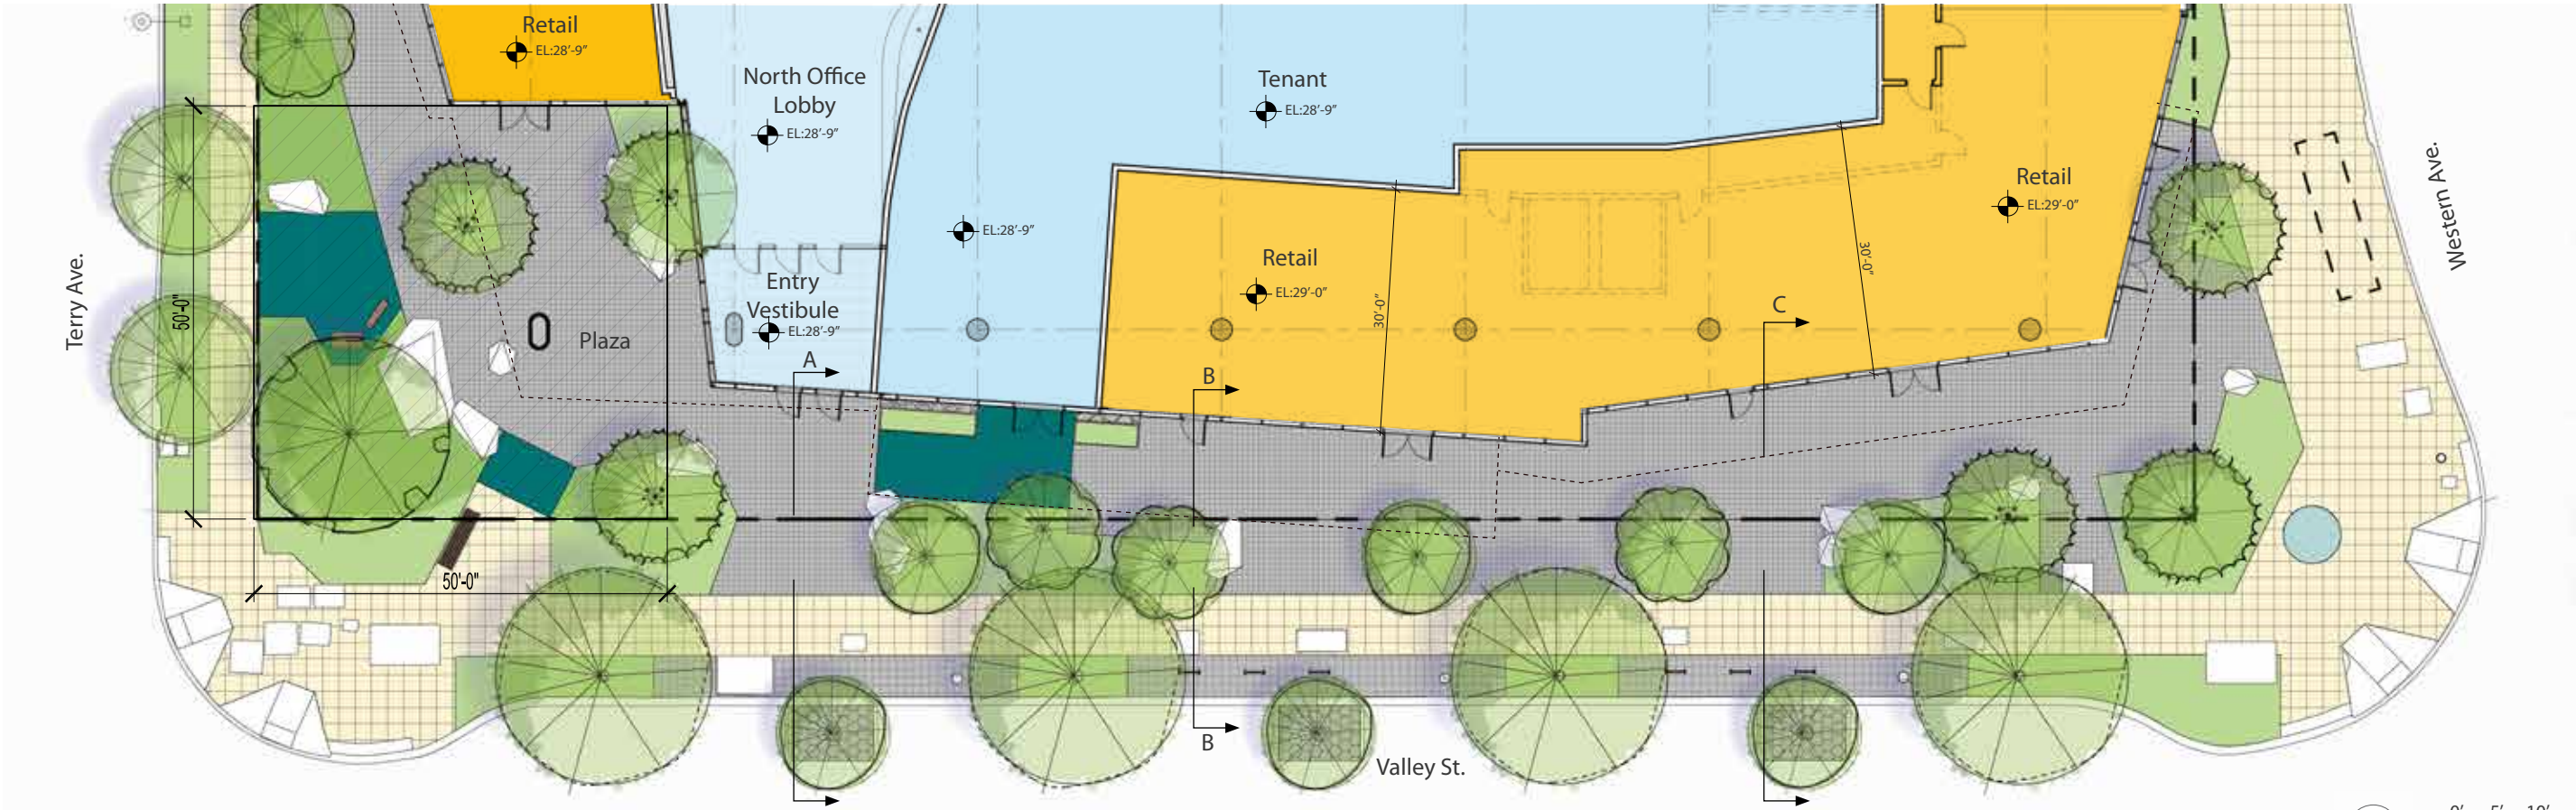 Retail
EL:28'-9"
North Office
Lobby
EL:28'-9"
Tenant
EL:28'-9"
EL:28'-9"
Retail
EL:29'-0"
Western Ave.
Terry Ave.
50'-0"
Plaza
Entry
Vestibule
EL:28'-9"
Retail
EL:29'-0"
30'-0"
30'-0"
A
B
C
50'-0"
B
Valley St.
0' 5' 10'